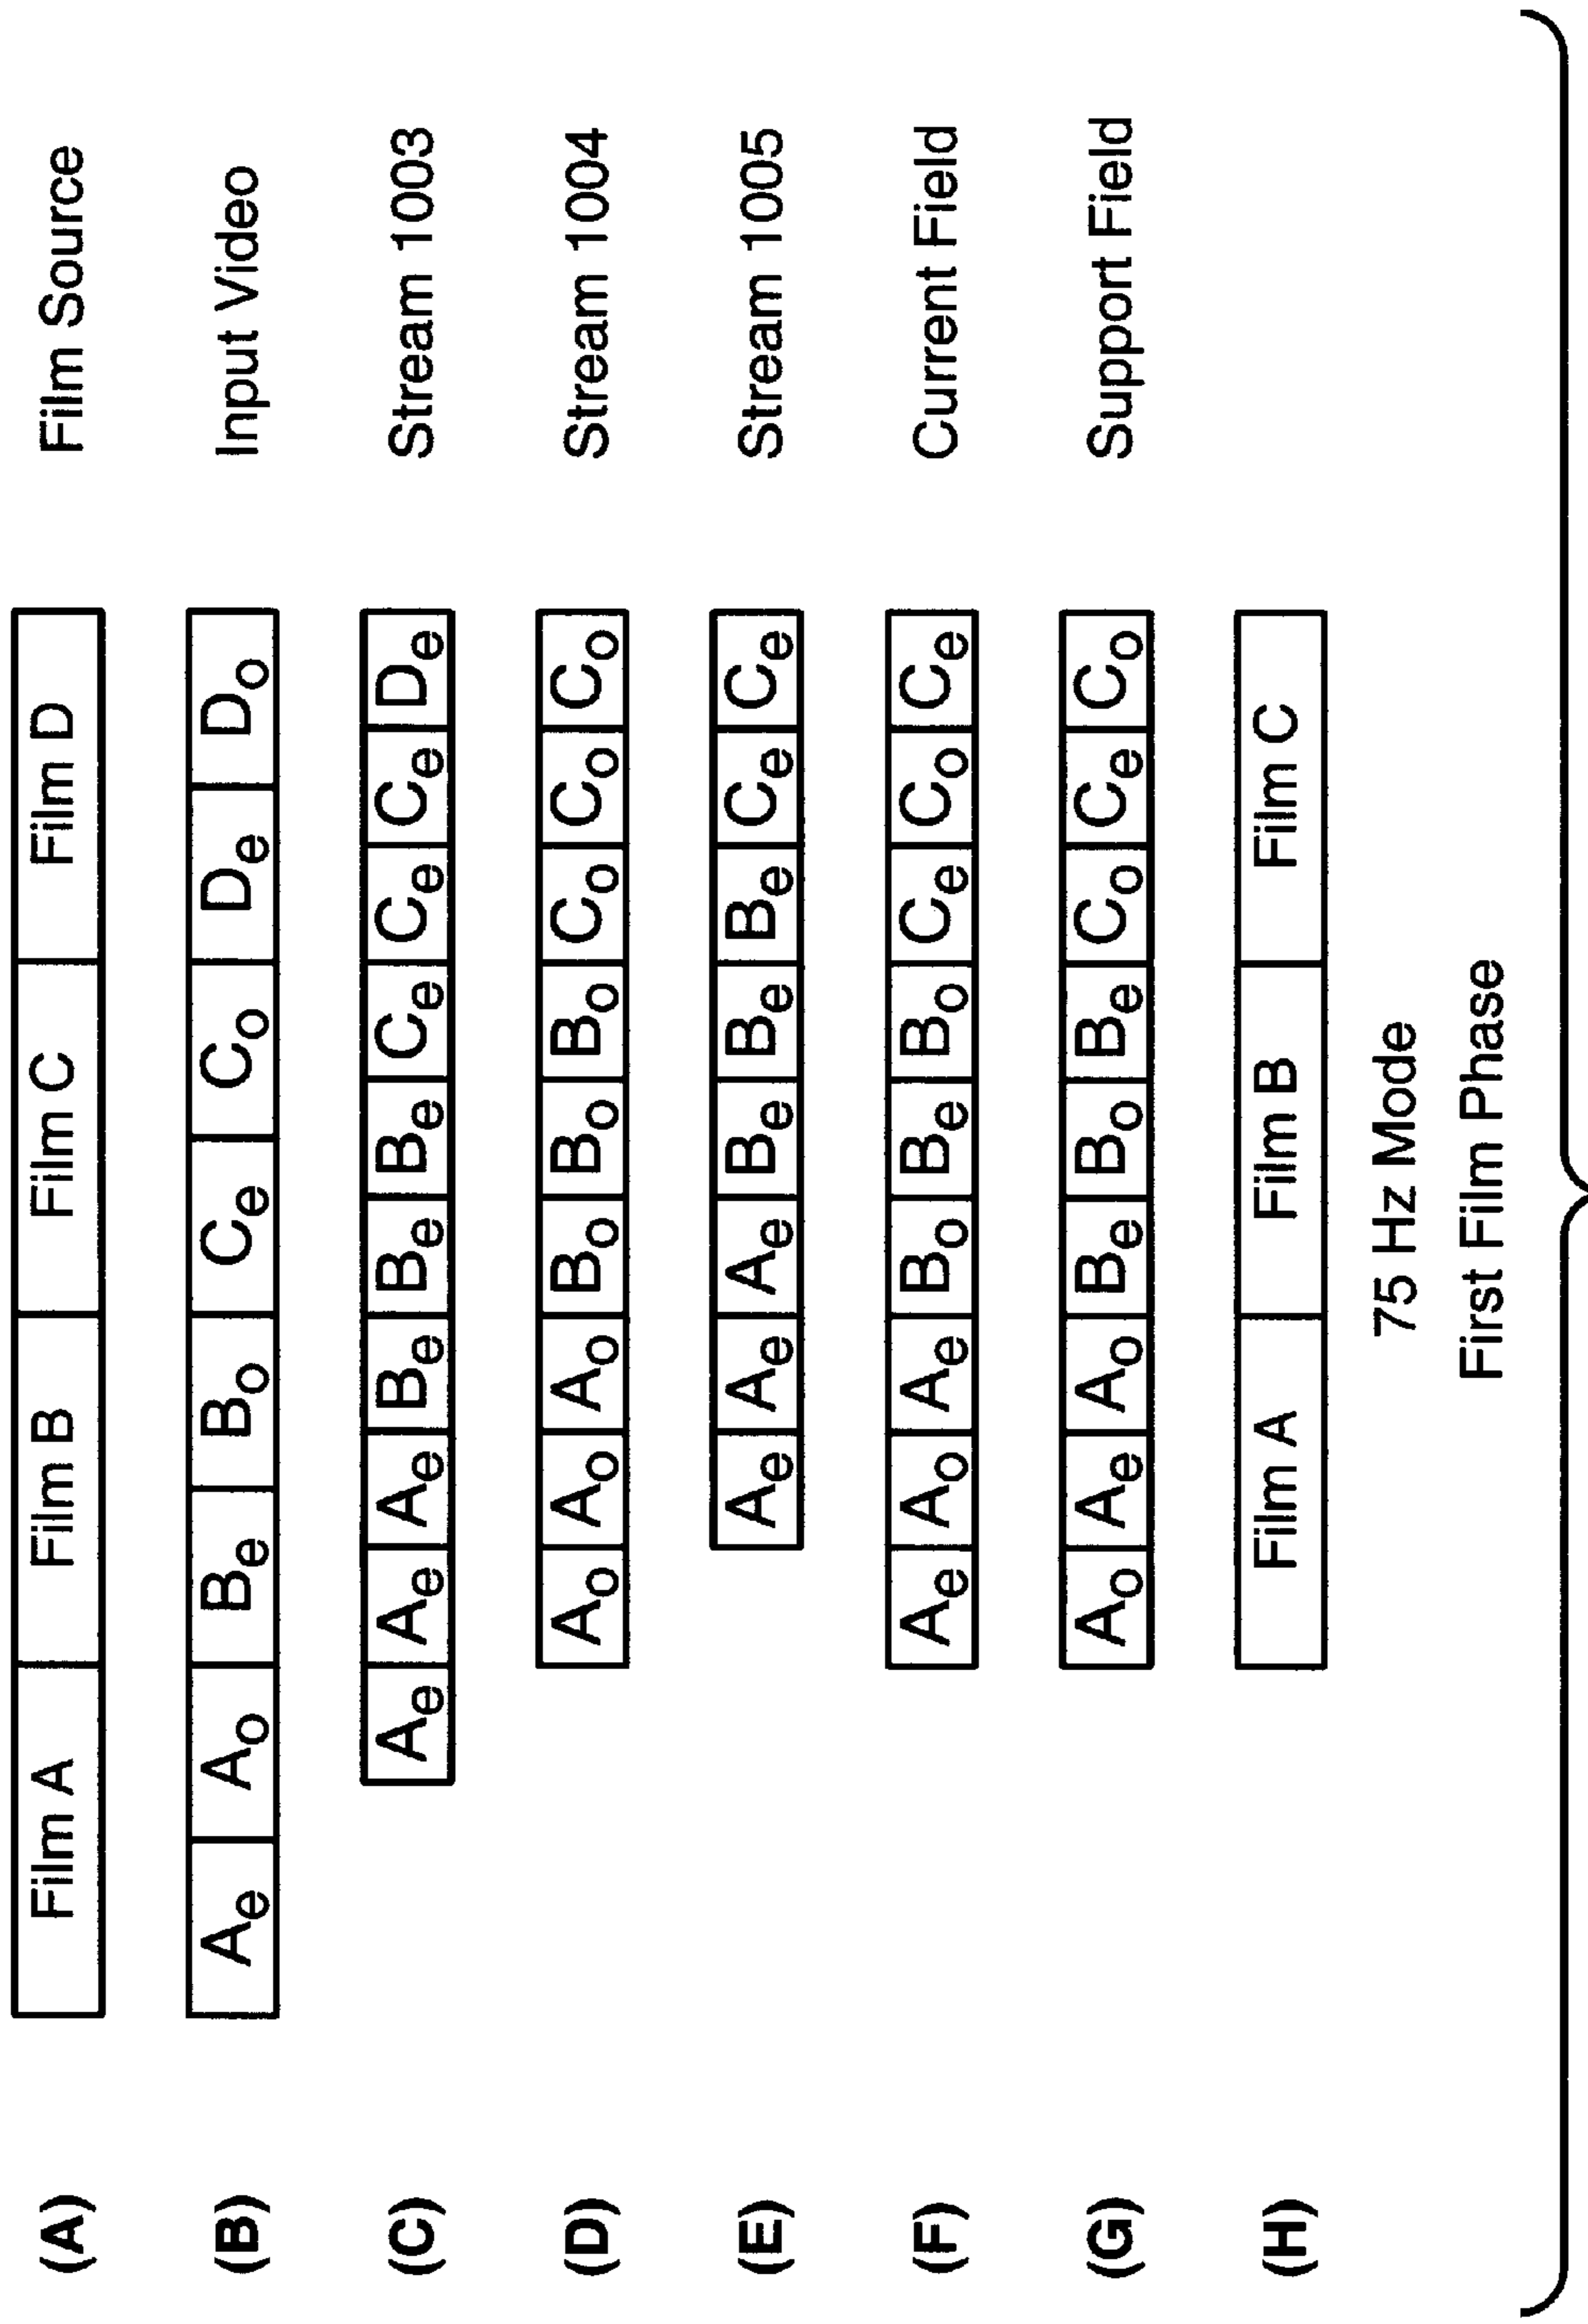 (A) Film A Film B Film C Film D Film Source
(B) Ae Ao Be Bo Ce Co De Do Input Video
(C) Ae Ae Ae Be Be Be Ce Ce Ce De Stream 1003
(D) Ao Ao Ao Bo Bo Bo Co Co Co Stream 1004
(E) Ae Ae Ae Be Be Be Ce Ce Stream 1005
(F) Ae Ao Ae Bo Be Bo Ce Co Ce Current Field
(G) Ao Ae Ao Be Bo Be Co Ce Co Support Field
(H) Film A Film B Film C
75 Hz Mode
First Film Phase